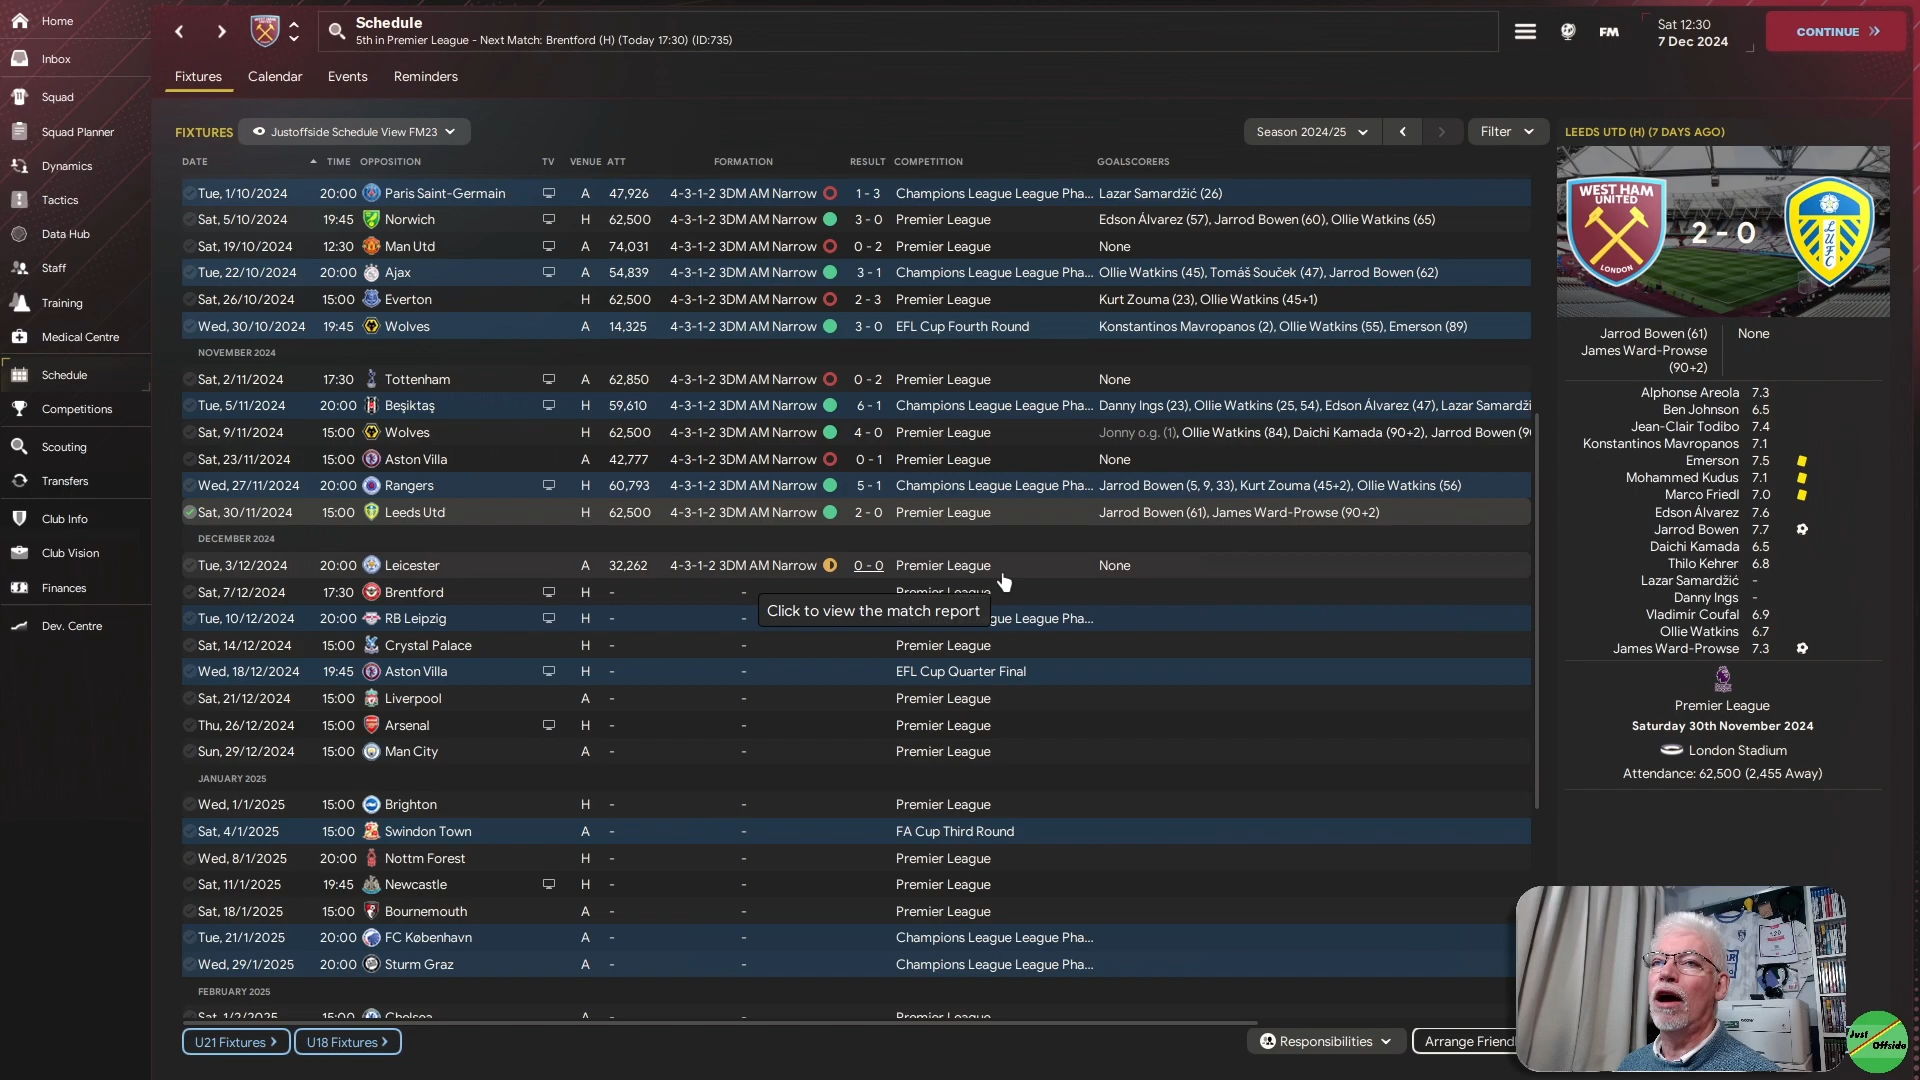 Home
Inbox
Squad
Squad Planner
Dynamics
Tactics
Data Hub
Staff
Training
Medical Centre
Schedule
Competitions
Scouting
Transfers
Club Info
Club Vision
Finances
Dev. Centre
Schedule
5th in Premier League - Next Match: Brentford (H) (Today 17:30) (ID:735)
FM
Sat 12:30
7 Dec 2024
CONTINUE
Fixtures Calendar Events Reminders
FIXTURES Justoffside Schedule View FM23 Season 2024/25 Filter
DATE TIME OPPOSITION TV VENUE ATT FORMATION RESULT COMPETITION GOALSCORERS
Tue, 1/10/2024 20:00 Paris Saint-Germain A 47,926 4-3-1-2 3DM AM Narrow 1 - 3 Champions League League Pha... Lazar Samardžić (26)
Sat, 5/10/2024 19:45 Norwich H 62,500 4-3-1-2 3DM AM Narrow 3 - 0 Premier League Edson Álvarez (57), Jarrod Bowen (60), Ollie Watkins (65)
Sat, 19/10/2024 12:30 Man Utd A 74,031 4-3-1-2 3DM AM Narrow 0 - 2 Premier League None
Tue, 22/10/2024 20:00 Ajax A 54,839 4-3-1-2 3DM AM Narrow 3 - 1 Champions League League Pha... Ollie Watkins (45), Tomáš Souček (47), Jarrod Bowen (62)
Sat, 26/10/2024 15:00 Everton H 62,500 4-3-1-2 3DM AM Narrow 2 - 3 Premier League Kurt Zouma (23), Ollie Watkins (45+1)
Wed, 30/10/2024 19:45 Wolves A 14,325 4-3-1-2 3DM AM Narrow 3 - 0 EFL Cup Fourth Round Konstantinos Mavropanos (2), Ollie Watkins (55), Emerson (89)
NOVEMBER 2024
Sat, 2/11/2024 17:30 Tottenham A 62,850 4-3-1-2 3DM AM Narrow 0 - 2 Premier League None
Tue, 5/11/2024 20:00 Beşiktaş H 59,610 4-3-1-2 3DM AM Narrow 6 - 1 Champions League League Pha... Danny Ings (23), Ollie Watkins (25, 54), Edson Álvarez (47), Lazar Samardži
Sat, 9/11/2024 15:00 Wolves H 62,500 4-3-1-2 3DM AM Narrow 4 - 0 Premier League Jonny o.g. (1), Ollie Watkins (84), Daichi Kamada (90+2), Jarrod Bowen (9
Sat, 23/11/2024 15:00 Aston Villa A 42,777 4-3-1-2 3DM AM Narrow 0 - 1 Premier League None
Wed, 27/11/2024 20:00 Rangers H 60,793 4-3-1-2 3DM AM Narrow 5 - 1 Champions League League Pha... Jarrod Bowen (5, 9, 33), Kurt Zouma (45+2), Ollie Watkins (56)
Sat, 30/11/2024 15:00 Leeds Utd H 62,500 4-3-1-2 3DM AM Narrow 2 - 0 Premier League Jarrod Bowen (61), James Ward-Prowse (90+2)
DECEMBER 2024
Tue, 3/12/2024 20:00 Leicester A 32,262 4-3-1-2 3DM AM Narrow 0 - 0 Premier League None
Sat, 7/12/2024 17:30 Brentford H - - Premier League
Click to view the match report
Tue, 10/12/2024 20:00 RB Leipzig H - - gue League Pha...
Sat, 14/12/2024 15:00 Crystal Palace H - - Premier League
Wed, 18/12/2024 19:45 Aston Villa H - - EFL Cup Quarter Final
Sat, 21/12/2024 15:00 Liverpool A - - Premier League
Thu, 26/12/2024 15:00 Arsenal H - - Premier League
Sun, 29/12/2024 15:00 Man City A - - Premier League
JANUARY 2025
Wed, 1/1/2025 15:00 Brighton H - - Premier League
Sat, 4/1/2025 15:00 Swindon Town A - - FA Cup Third Round
Wed, 8/1/2025 20:00 Nottm Forest H - - Premier League
Sat, 11/1/2025 19:45 Newcastle H - - Premier League
Sat, 18/1/2025 15:00 Bournemouth A - - Premier League
Tue, 21/1/2025 20:00 FC København A - - Champions League League Pha...
Wed, 29/1/2025 20:00 Sturm Graz A - - Champions League League Pha...
FEBRUARY 2025
Sat, 1/2/2025 15:00 Chelsea A Premier League
U21 Fixtures U18 Fixtures Responsibilities Arrange Friend
LEEDS UTD (H) (7 DAYS AGO)
WEST HAM
UNITED
LONDON
2 - 0
LUFC
Jarrod Bowen (61) None
James Ward-Prowse
(90+2)
Alphonse Areola 7.3
Ben Johnson 6.5
Jean-Clair Todibo 7.4
Konstantinos Mavropanos 7.1
Emerson 7.5
Mohammed Kudus 7.1
Marco Friedl 7.0
Edson Álvarez 7.6
Jarrod Bowen 7.7
Daichi Kamada 6.5
Thilo Kehrer 6.8
Lazar Samardžić -
Danny Ings -
Vladimír Coufal 6.9
Ollie Watkins 6.7
James Ward-Prowse 7.3
Premier League
Saturday 30th November 2024
London Stadium
Attendance: 62,500 (2,455 Away)
Just
Offside